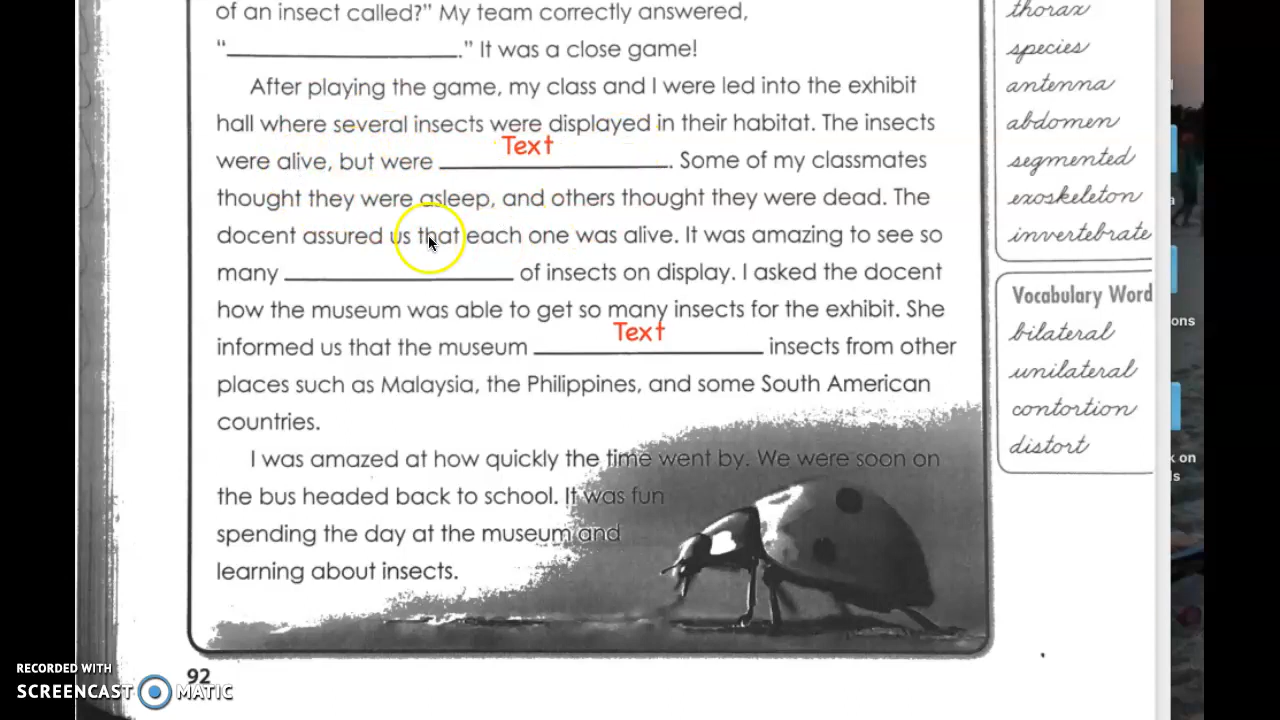 of an insect called?" My team correctly answered,
"____________________." It was a close game!
After playing the game, my class and I were led into the exhibit
hall where several insects were displayed in their habitat. The insects
Text
were alive, but were ____________________. Some of my classmates
thought they were asleep, and others thought they were dead. The
docent assured us that each one was alive. It was amazing to see so
many ____________________ of insects on display. I asked the docent
how the museum was able to get so many insects for the exhibit. She
Text
informed us that the museum ____________________ insects from other
places such as Malaysia, the Philippines, and some South American
countries.
I was amazed at how quickly the time went by. We were soon on
the bus headed back to school. It was fun
spending the day at the museum and
learning about insects.
92
thorax
species
antenna
abdomen
segmented
exoskeleton
invertebrate
Vocabulary Word
bilateral
unilateral
contortion
distort
ons
k on
ls
RECORDED WITH
SCREENCAST MATIC